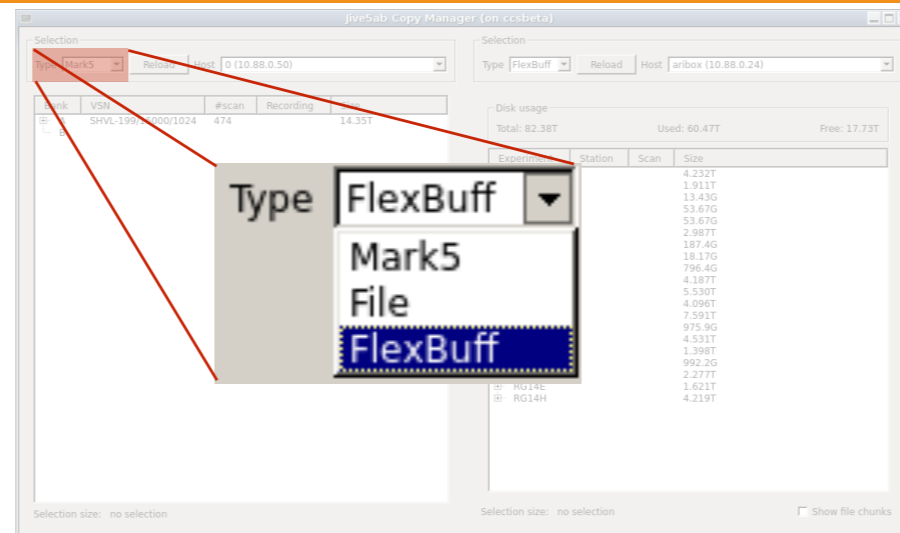 jiveSab Copy Manager (on ccsbeta)
Selection
Type Mark5 Reload Host 0 (10.88.0.50)
Bank VSN #scan Recording Size
A SHVL-199/16000/1024 474 14.35T
B
Selection size: no selection
Selection
Type FlexBuff Reload Host aribox (10.88.0.24)
Disk usage
Total: 82.38T Used: 60.47T Free: 17.73T
Experiment Station Scan Size
4.232T
1.911T
13.43G
53.67G
53.67G
2.987T
187.4G
18.17G
796.4G
4.187T
5.530T
4.096T
7.591T
975.9G
4.531T
1.398T
992.2G
2.277T
RG14E 1.621T
RG14H 4.219T
Selection size: no selection
Show file chunks
Type FlexBuff
Mark5
File
FlexBuff